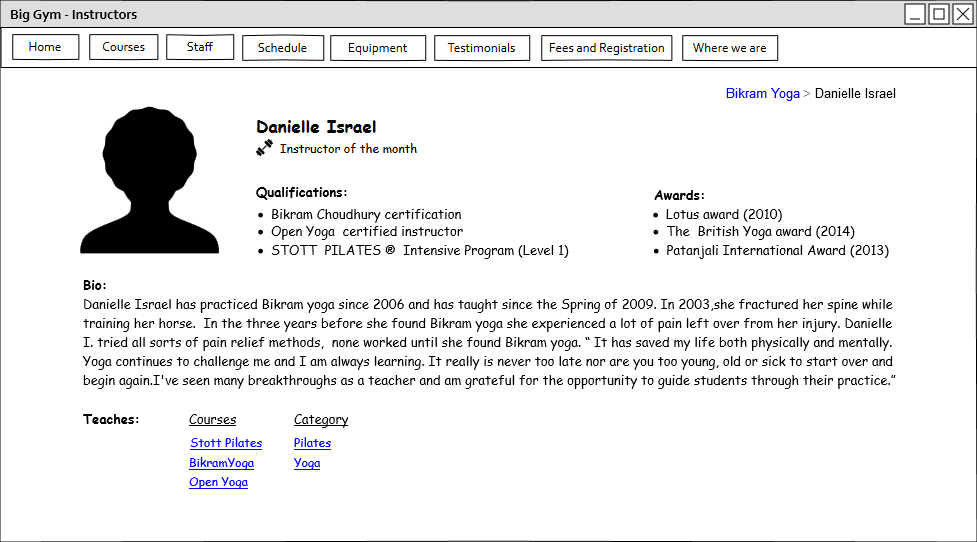 Big Gym - Instructors
Home Courses Staff Schedule Equipment Testimonials Fees and Registration Where we are
Bikram Yoga > Danielle Israel
Danielle Israel
Instructor of the month
Qualifications:
• Bikram Choudhury certification
• Open Yoga certified instructor
• STOTT PILATES ® Intensive Program (Level 1)
Awards:
• Lotus award (2010)
• The British Yoga award (2014)
• Patanjali International Award (2013)
Bio:
Danielle Israel has practiced Bikram yoga since 2006 and has taught since the Spring of 2009. In 2003,she fractured her spine while
training her horse. In the three years before she found Bikram yoga she experienced a lot of pain left over from her injury. Danielle
I. tried all sorts of pain relief methods, none worked until she found Bikram yoga. “ It has saved my life both physically and mentally.
Yoga continues to challenge me and I am always learning. It really is never too late nor are you too young, old or sick to start over and
begin again.I've seen many breakthroughs as a teacher and am grateful for the opportunity to guide students through their practice.”
Teaches: Courses Category
Stott Pilates Pilates
BikramYoga Yoga
Open Yoga